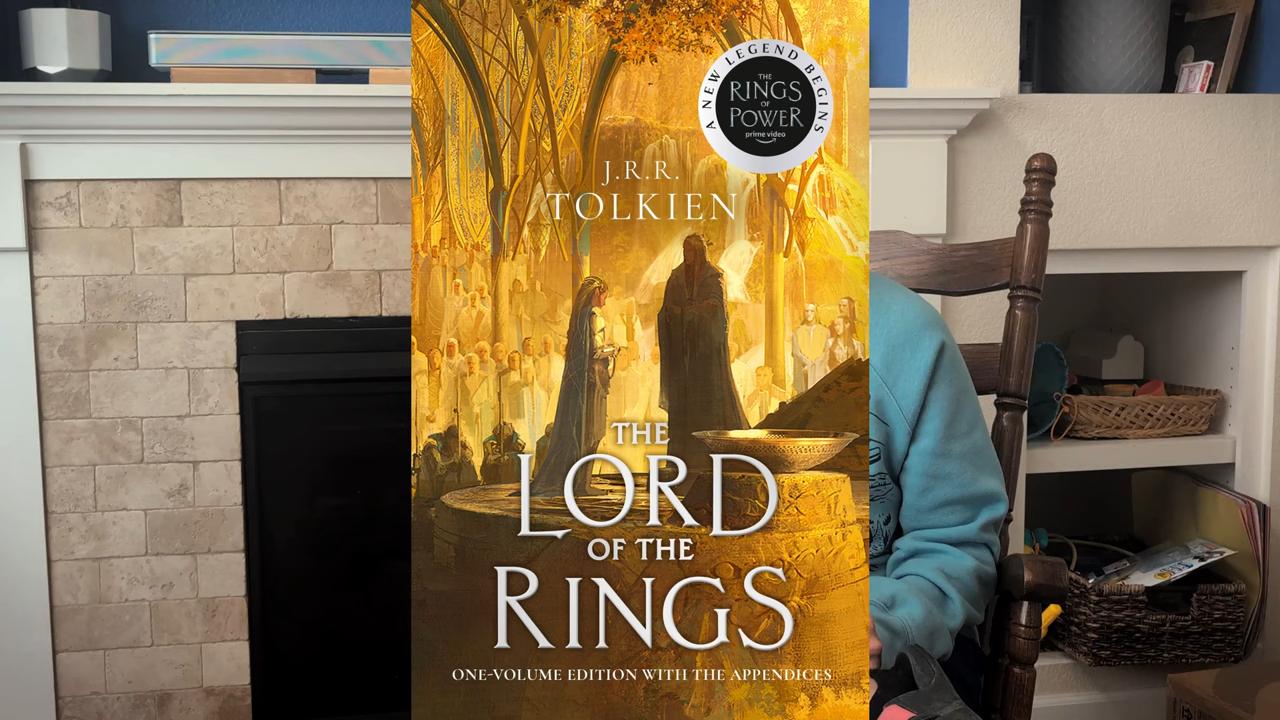 A NEW LEGEND BEGINS
THE
RINGS
OF
POWER
prime video
J.R.R.
TOLKIEN
THE
LORD
OF THE
RINGS
ONE-VOLUME EDITION WITH THE APPENDICES